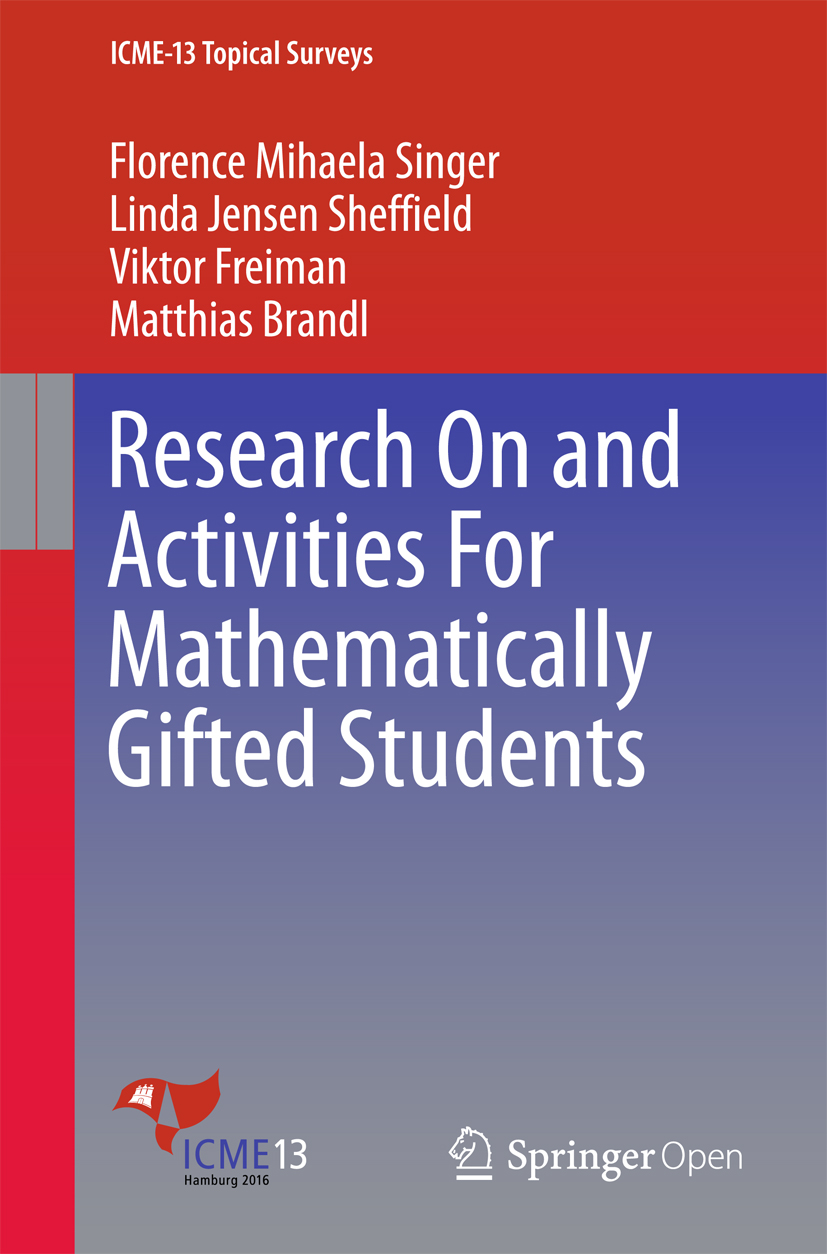 ICME-13 Topical Surveys
Florence Mihaela Singer
Linda Jensen Sheffield
Viktor Freiman
Matthias Brandl
Research On and
Activities For
Mathematically
Gifted Students
ICME13
Hamburg 2016
Springer Open